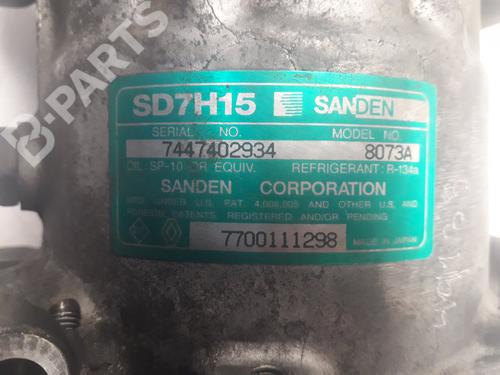 B-PARTS
SD7H15 SANDEN
SERIAL NO. MODEL NO.
7447402934 8073A
OIL: SP-10 OR EQUIV. REFRIGERANT: R-134a
SANDEN CORPORATION
MFD UNDER U.S. PAT. 4,668,005 AND OTHER U.S. AND
FOREIGN PATENTS REGISTERED AND/OR PENDING
7700111298 MADE IN JAPAN